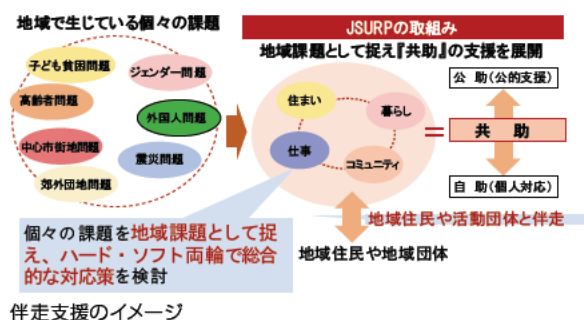 地域で生じている個々の課題
子ども貧困問題
ジェンダー問題
高齢者問題
外国人問題
中心市街地問題
震災問題
郊外団地問題
JSURPの取組み
地域課題として捉え『共助』の支援を展開
住まい
暮らし
仕事
コミュニティ
＝
公 助（公的支援）
共 助
自 助（個人対応）
地域住民や活動団体と伴走
地域住民や地域団体
個々の課題を地域課題として捉
え、ハード・ソフト両輪で総合
的な対応策を検討
伴走支援のイメージ